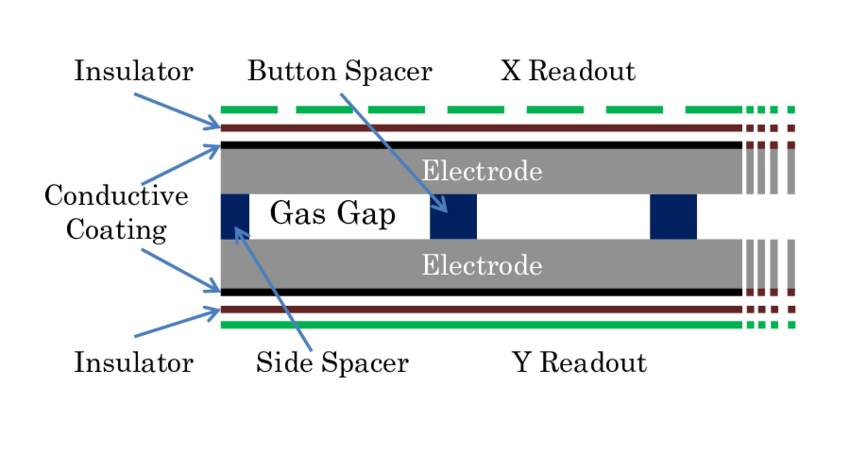 Insulator
Button Spacer
X Readout
Electrode
Conductive
Coating
Gas Gap
Electrode
Insulator
Side Spacer
Y Readout